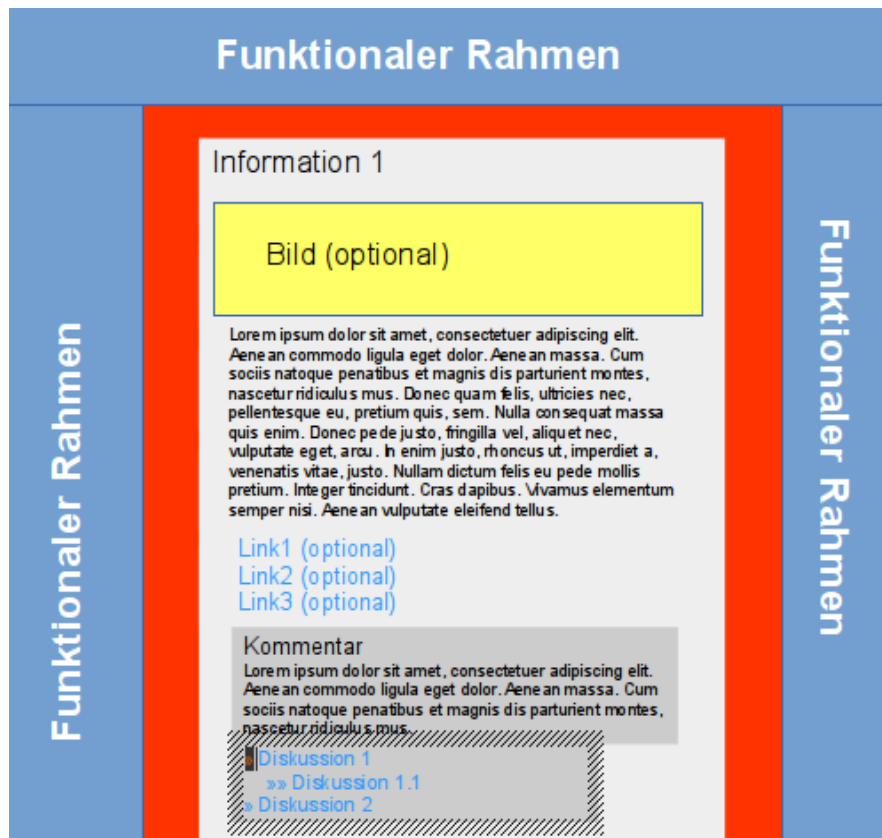 Funktionaler Rahmen
Funktionaler Rahmen
Information 1
Bild (optional)
Lorem ipsum dolor sit amet, consectetuer adipiscing elit.
Aenean commodo ligula eget dolor. Aenean massa. Cum
sociis natoque penatibus et magnis dis parturient montes,
nascetur ridiculus mus. Donec quam felis, ultricies nec,
pellentesque eu, pretium quis, sem. Nulla consequat massa
quis enim. Donec pede justo, fringilla vel, aliquet nec,
vulputate eget, arcu. In enim justo, rhoncus ut, imperdiet a,
venenatis vitae, justo. Nullam dictum felis eu pede mollis
pretium. Integer tincidunt. Cras dapibus. Vivamus elementum
semper nisi. Aenean vulputate eleifend tellus.
Link1 (optional)
Link2 (optional)
Link3 (optional)
Kommentar
Lorem ipsum dolor sit amet, consectetuer adipiscing elit.
Aenean commodo ligula eget dolor. Aenean massa. Cum
sociis natoque penatibus et magnis dis parturient montes,
nascetur ridiculus mus.
» Diskussion 1
»» Diskussion 1.1
» Diskussion 2
Funktionaler Rahmen